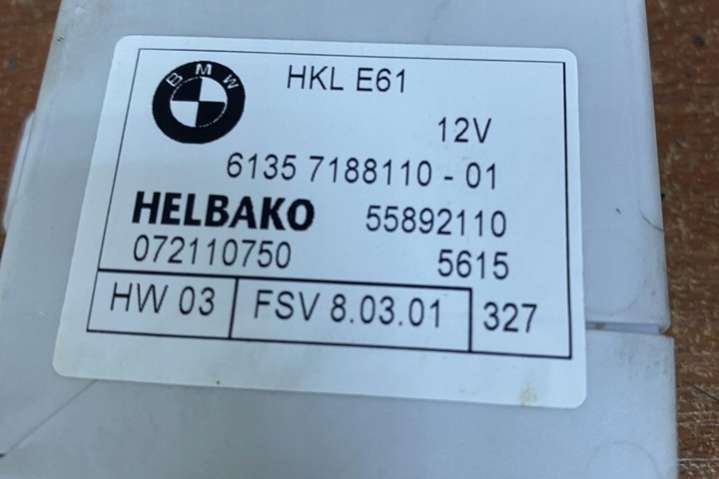 BMW
HKL E61
12V
6135 7188110 - 01
HELBAKO 55892110
072110750 5615
HW 03 FSV 8.03.01 327